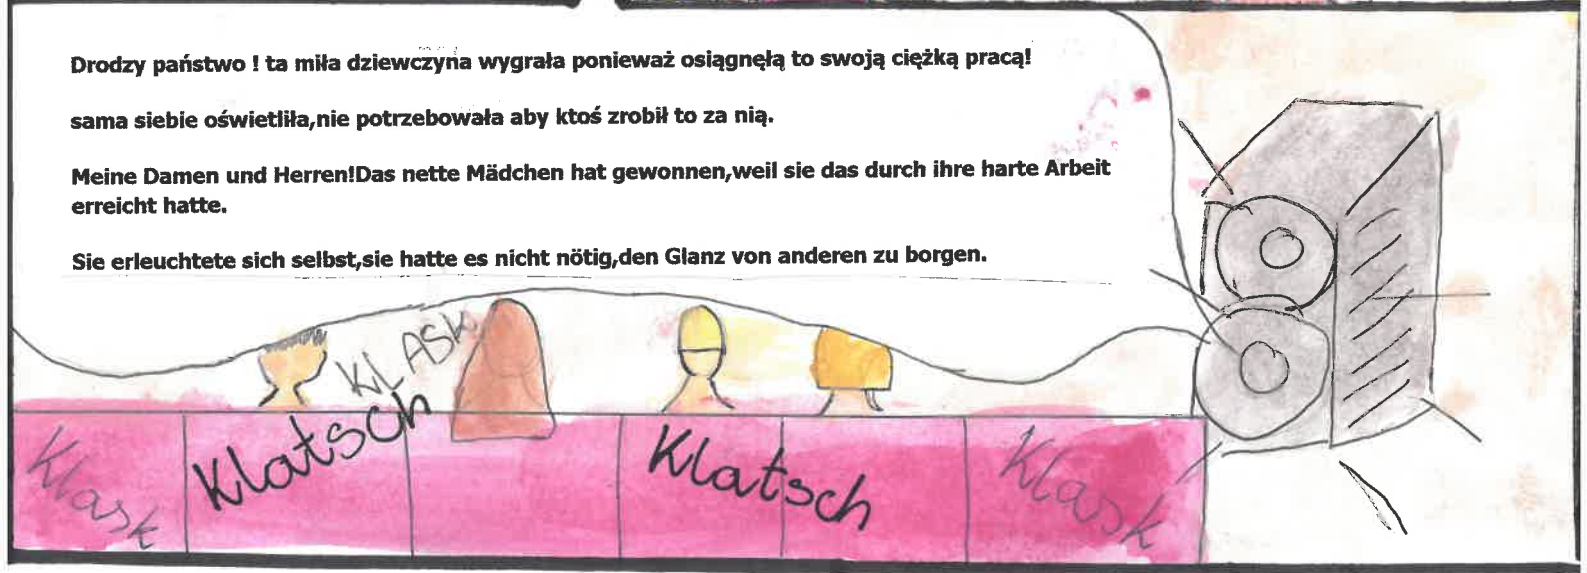 Drodzy państwo ! ta miła dziewczyna wygrała ponieważ osiągnęłą to swoją ciężką pracą!
sama siebie oświetliła,nie potrzebowała aby ktoś zrobił to za nią.
Meine Damen und Herren!Das nette Mädchen hat gewonnen,weil sie das durch ihre harte Arbeit
erreicht hatte.
Sie erleuchtete sich selbst,sie hatte es nicht nötig,den Glanz von anderen zu borgen.
KLASK
Klask
Klatsch
Klatsch
Klask